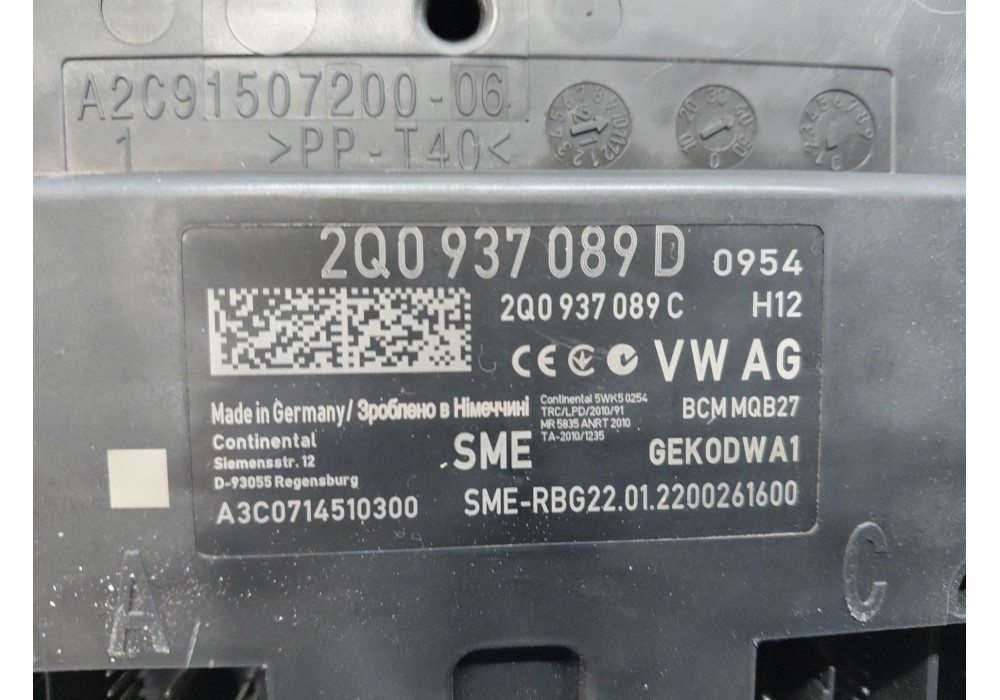 A2C91507200-06
1 >PP-T40<
2Q0 937 089 D 0954
2Q0 937 089 C H12
CE VW AG
Made in Germany/ Зроблено в Німеччині
Continental 5WK5 0254
TRC/LPD/2010/91
MR 5835 ANRT 2010
TA-2010/1235
BCM MQB27
Continental
Siemensstr. 12
D-93055 Regensburg
SME
GEK0DWA1
A3C0714510300
SME-RBG22.01.2200261600
A
C